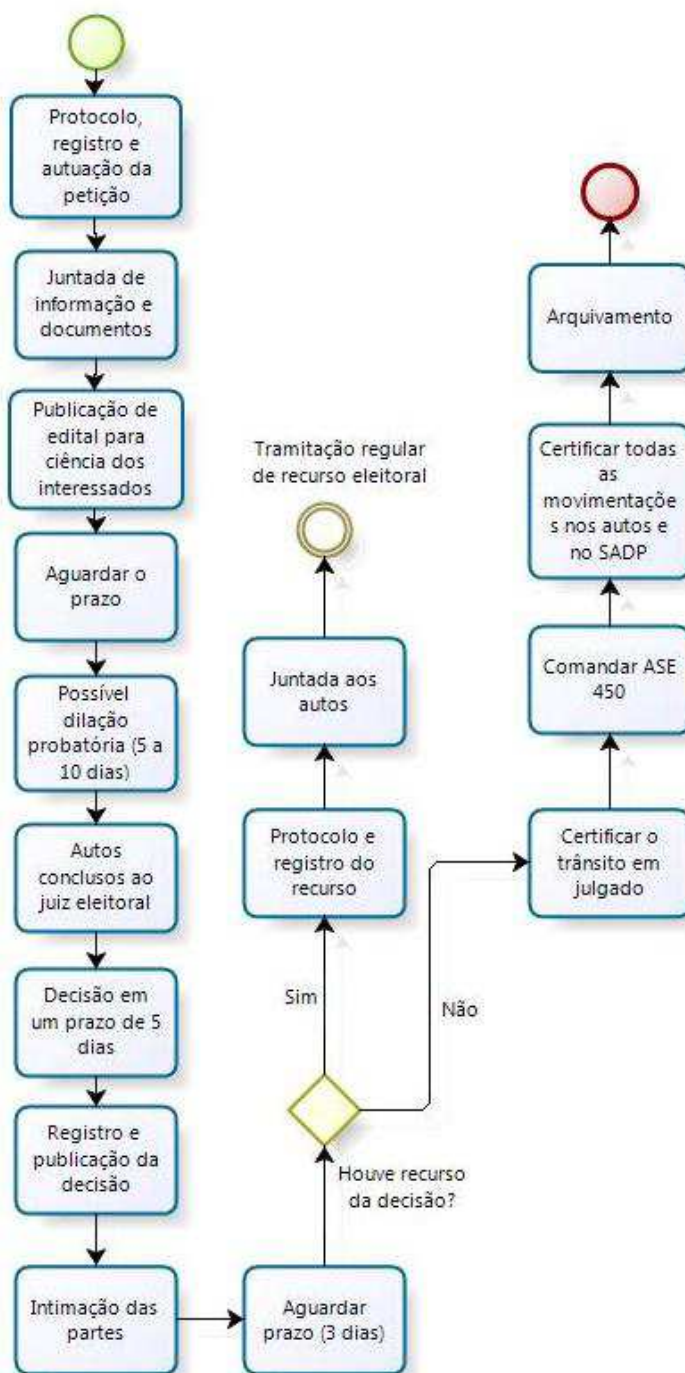 Protocolo,
registro e
autuação da
petição
Juntada de
informação e
documentos
Publicação de
edital para
ciência dos
interessados
Aguardar o
prazo
Possível
dilação
probatória (5 a
10 dias)
Autos
conclusos ao
juiz eleitoral
Decisão em
um prazo de 5
dias
Registro e
publicação da
decisão
Intimação das
partes
Aguardar
prazo (3 dias)
Houve recurso
da decisão?
Sim
Protocolo e
registro do
recurso
Juntada aos
autos
Tramitação regular
de recurso eleitoral
Não
Certificar o
trânsito em
julgado
Comandar ASE
450
Certificar todas
as
movimentaçõe
s nos autos e
no SADP
Arquivamento